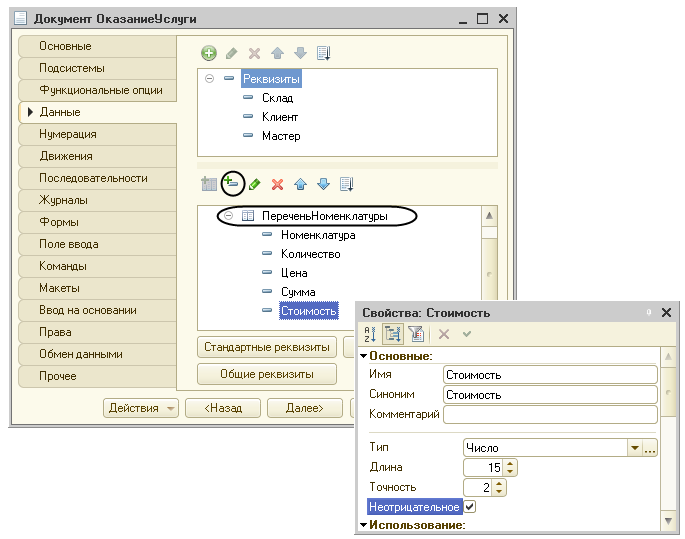 Документ ОказаниеУслуги
Основные
Подсистемы
Функциональные опции
Данные
Нумерация
Движения
Последовательности
Журналы
Формы
Поле ввода
Команды
Макеты
Ввод на основании
Права
Обмен данными
Прочее
Реквизиты
Склад
Клиент
Мастер
ПереченьНоменклатуры
Номенклатура
Количество
Цена
Сумма
Стоимость
Стандартные реквизиты
Общие реквизиты
Действия
<Назад
Далее>
Свойства: Стоимость
Основные:
Имя Стоимость
Синоним Стоимость
Комментарий
Тип Число
Длина 15
Точность 2
Неотрицательное
Использование: